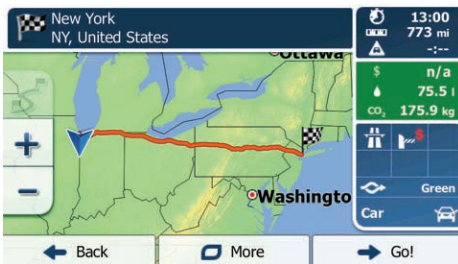 New York
NY, United States
13:00
773 mi
-:--
$ n/a
75.5 l
CO₂ 175.9 kg
Ottawa
Washingto
$
Green
Car
Back
More
Go!